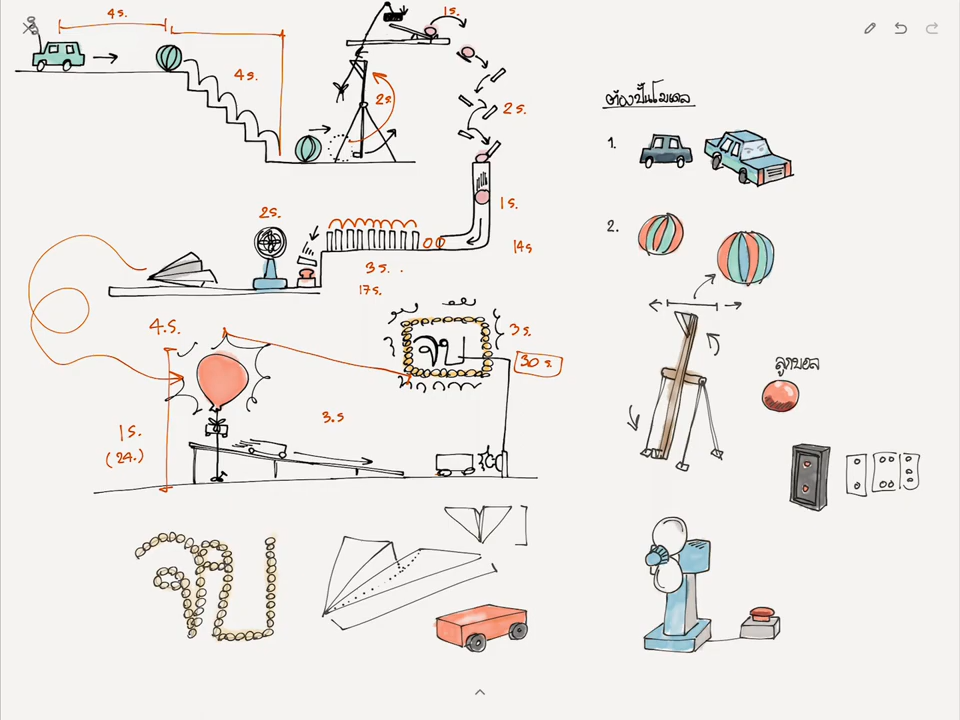 4s.
1s.
4s.
2s.
2s.
1s.
2s.
3s.
14s
17s.
4.s.
3s.
30s.
จบ
3.s
1s.
(24.)
จบ
ต้องปั้นโมเดล
1.
2.
ลูกบอล